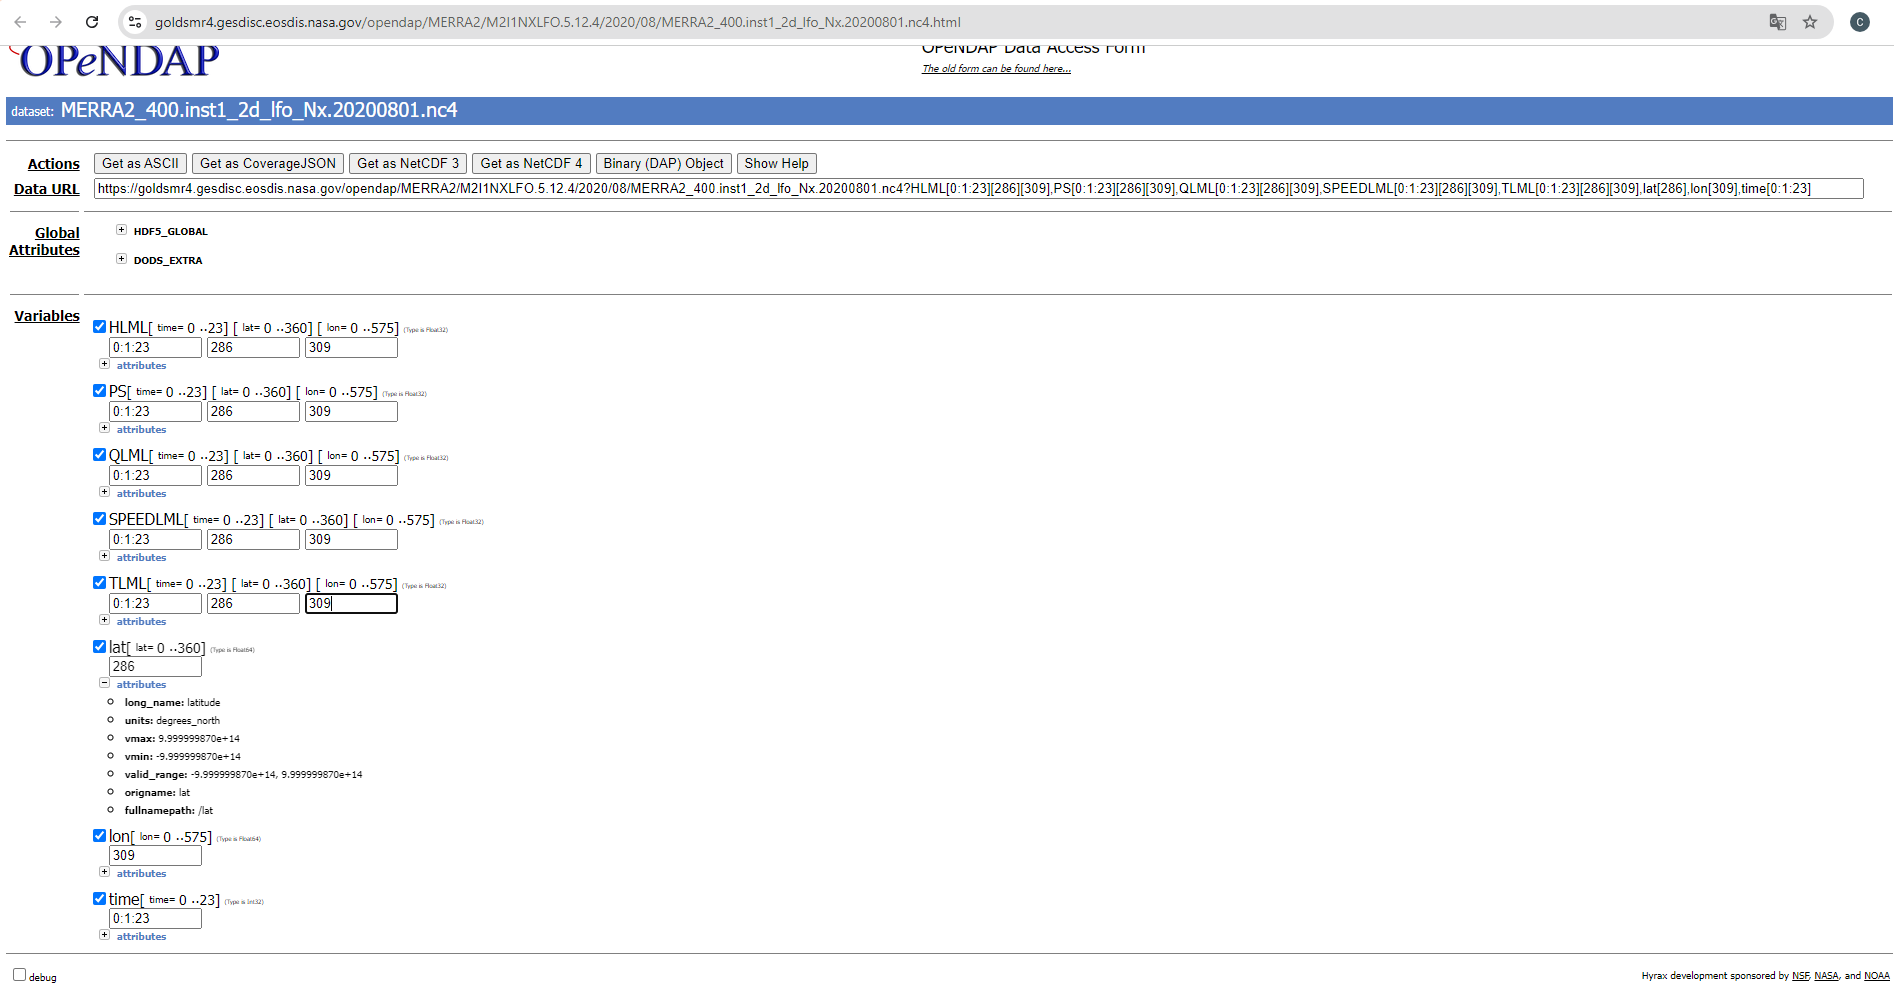 goldsmr4.gesdisc.eosdis.nasa.gov/opendap/MERRA2/M2I1NXLFO.5.12.4/2020/08/MERRA2_400.inst1_2d_lfo_Nx.20200801.nc4.html
C
OPeNDAP
OPeNDAP Data Access Form
The old form can be found here...
dataset: MERRA2_400.inst1_2d_lfo_Nx.20200801.nc4
Actions Get as ASCII Get as CoverageJSON Get as NetCDF 3 Get as NetCDF 4 Binary (DAP) Object Show Help
Data URL https://goldsmr4.gesdisc.eosdis.nasa.gov/opendap/MERRA2/M2I1NXLFO.5.12.4/2020/08/MERRA2_400.inst1_2d_lfo_Nx.20200801.nc4?HLML[0:1:23][286][309],PS[0:1:23][286][309],QLML[0:1:23][286][309],SPEEDLML[0:1:23][286][309],TLML[0:1:23][286][309],lat[286],lon[309],time[0:1:23]
Global Attributes
HDF5_GLOBAL
DODS_EXTRA
Variables
HLML[ time= 0 ..23] [ lat= 0 ..360] [ lon= 0 ..575] (Type is Float32)
0:1:23 286 309
attributes
PS[ time= 0 ..23] [ lat= 0 ..360] [ lon= 0 ..575] (Type is Float32)
0:1:23 286 309
attributes
QLML[ time= 0 ..23] [ lat= 0 ..360] [ lon= 0 ..575] (Type is Float32)
0:1:23 286 309
attributes
SPEEDLML[ time= 0 ..23] [ lat= 0 ..360] [ lon= 0 ..575] (Type is Float32)
0:1:23 286 309
attributes
TLML[ time= 0 ..23] [ lat= 0 ..360] [ lon= 0 ..575] (Type is Float32)
0:1:23 286 309
attributes
lat[ lat= 0 ..360] (Type is Float64)
286
attributes
long_name: latitude
units: degrees_north
vmax: 9.999999870e+14
vmin: -9.999999870e+14
valid_range: -9.999999870e+14, 9.999999870e+14
origname: lat
fullnamepath: /lat
lon[ lon= 0 ..575] (Type is Float64)
309
attributes
time[ time= 0 ..23] (Type is Int32)
0:1:23
attributes
debug
Hyrax development sponsored by NSF, NASA, and NOAA